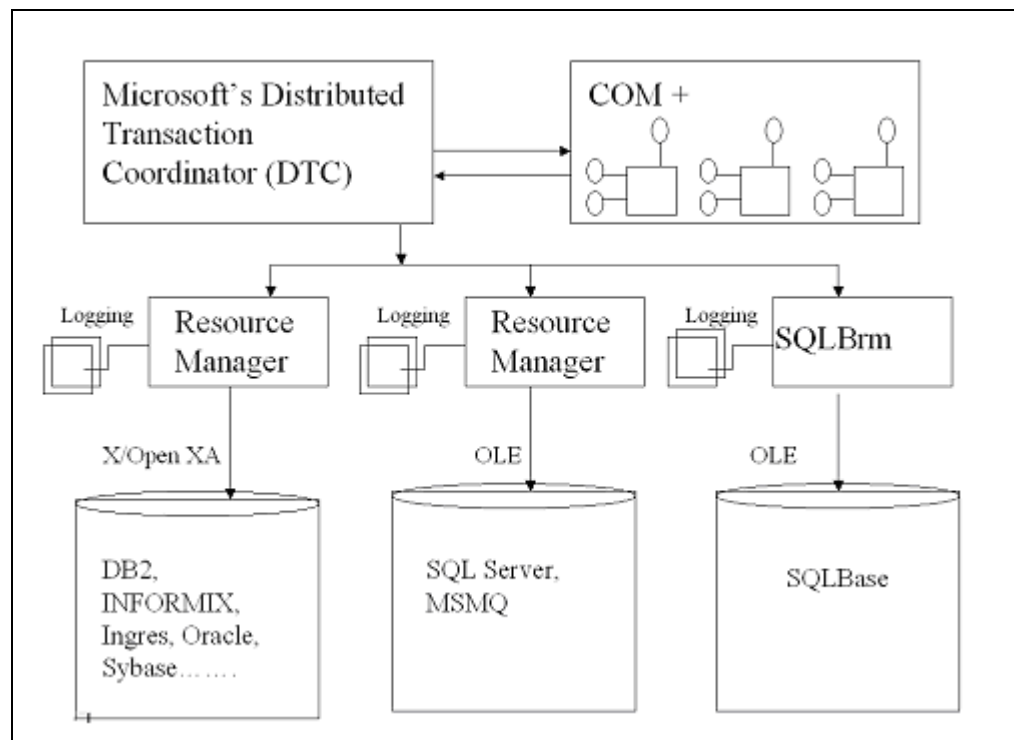 Microsoft's Distributed
Transaction
Coordinator (DTC)
COM +
Logging
Resource
Manager
Logging
Resource
Manager
Logging
SQLBrm
X/Open XA
OLE
OLE
DB2,
INFORMIX,
Ingres, Oracle,
Sybase…….
SQL Server,
MSMQ
SQLBase